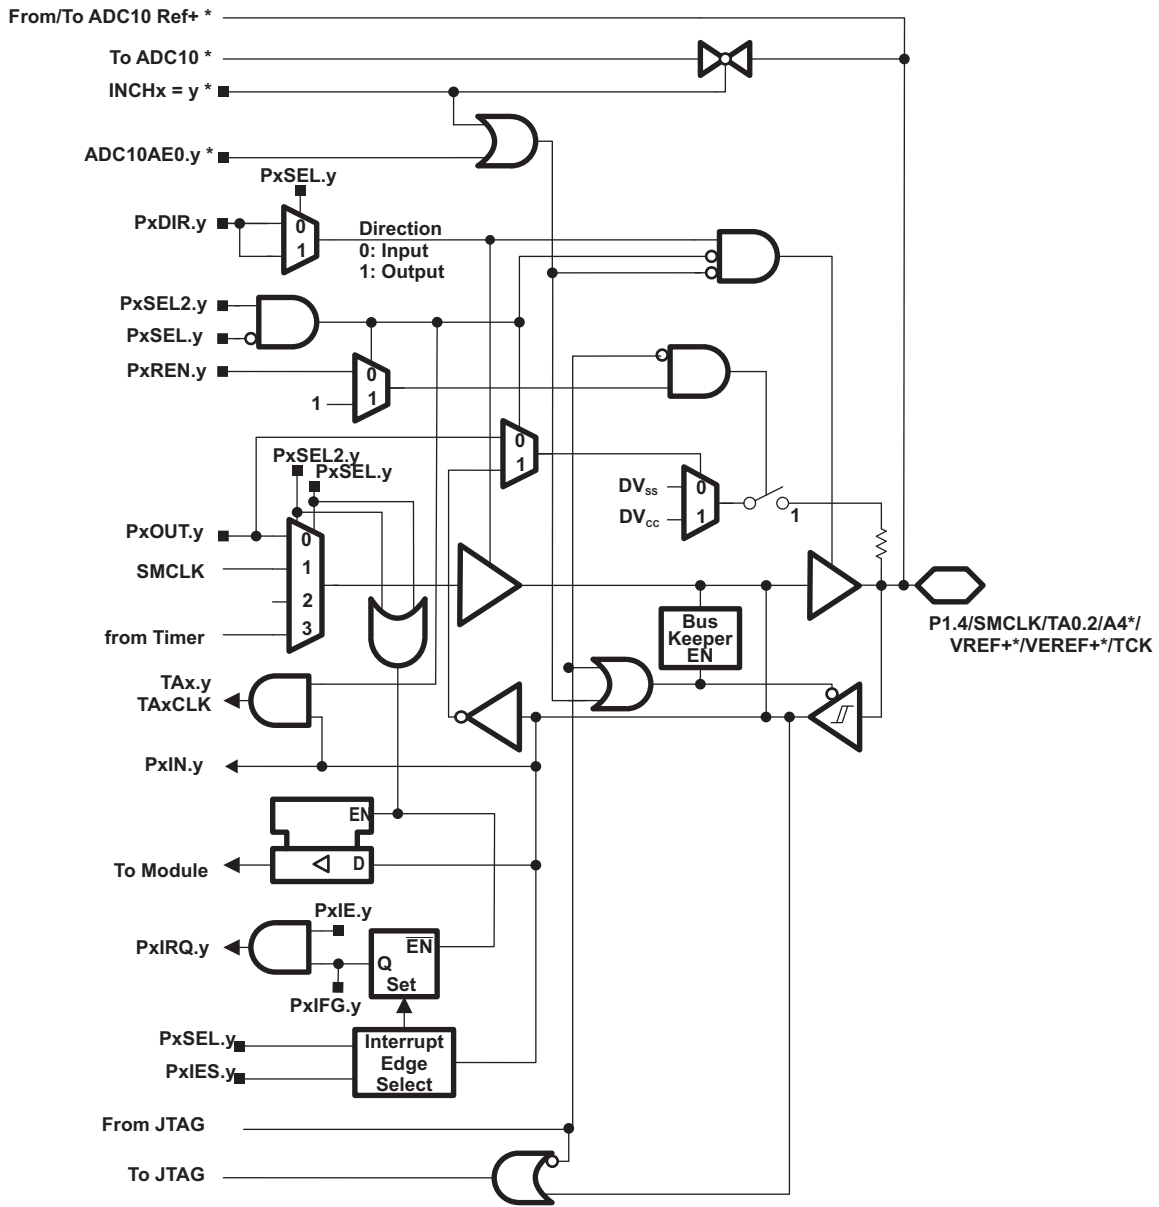 From/To ADC10 Ref+ *
To ADC10 *
INCHx = y *
ADC10AE0.y *
PxSEL.y
PxDIR.y
0
1
Direction
0: Input
1: Output
PxSEL2.y
PxSEL.y
PxREN.y
0
1
1
0
1
PxSEL2.y
PxSEL.y
DVSS
0
DVCC
1
1
PxOUT.y
0
SMCLK
1
2
from Timer
3
Bus
Keeper
EN
P1.4/SMCLK/TA0.2/A4*/
VREF+*/VEREF+*/TCK
TAx.y
TAxCLK
PxIN.y
EN
To Module
D
PxIE.y
PxIRQ.y
EN
Q
Set
PxIFG.y
PxSEL.y
PxIES.y
Interrupt
Edge
Select
From JTAG
To JTAG